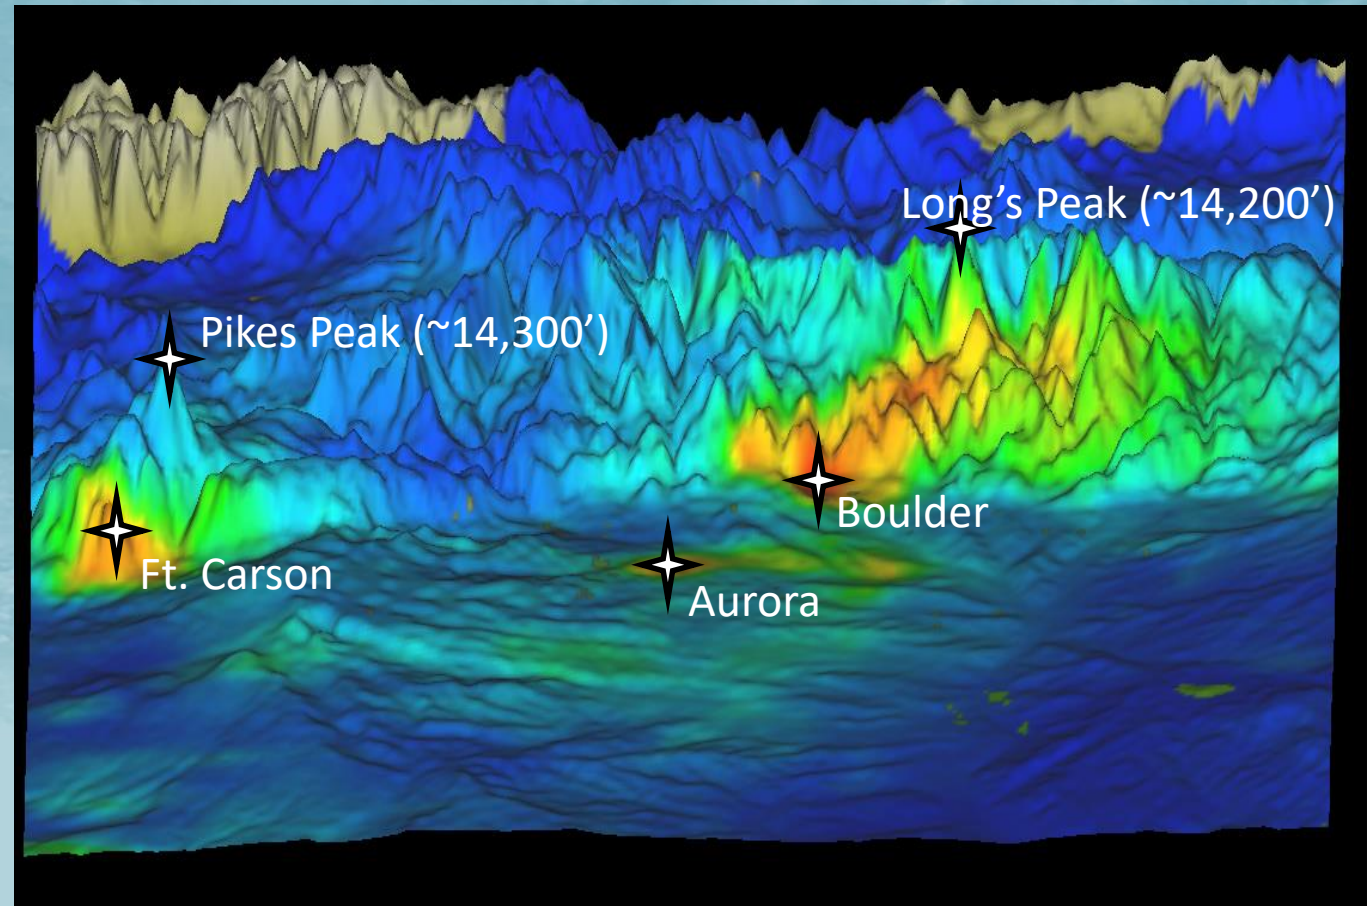 Long’s Peak (~14,200’)
Pikes Peak (~14,300’)
Boulder
Ft. Carson
Aurora